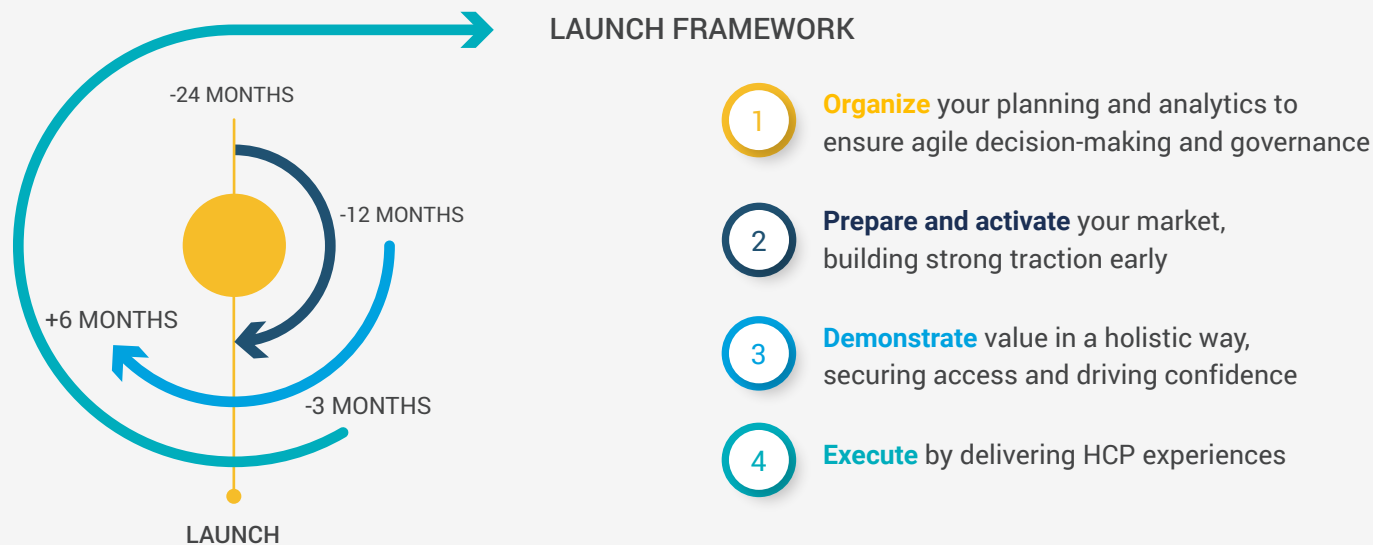 LAUNCH FRAMEWORK
-24 MONTHS
-12 MONTHS
+6 MONTHS
-3 MONTHS
LAUNCH
1
Organize your planning and analytics to
ensure agile decision-making and governance
2
Prepare and activate your market,
building strong traction early
3
Demonstrate value in a holistic way,
securing access and driving confidence
4
Execute by delivering HCP experiences